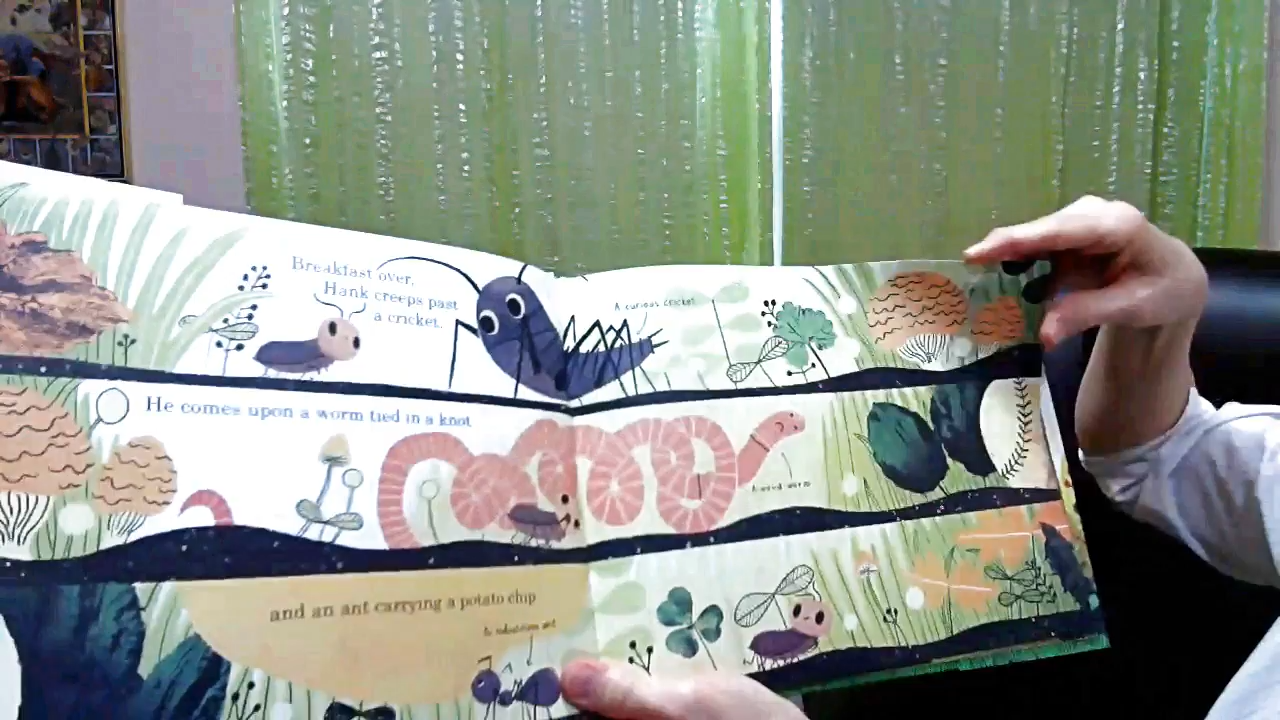 Breakfast over,
Hank creeps past
a cricket.
A curious cricket
He comes upon a worm tied in a knot
and an ant carrying a potato chip